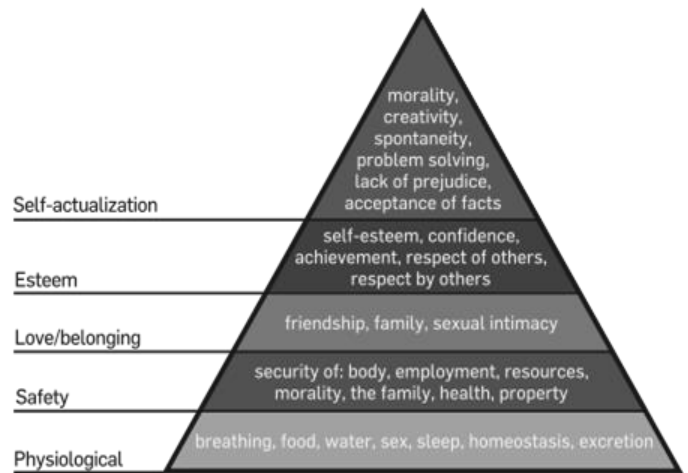 morality,
creativity,
spontaneity,
problem solving,
lack of prejudice,
acceptance of facts
Self-actualization
self-esteem, confidence,
achievement, respect of others,
respect by others
Esteem
friendship, family, sexual intimacy
Love/belonging
security of: body, employment, resources,
morality, the family, health, property
Safety
breathing, food, water, sex, sleep, homeostasis, excretion
Physiological